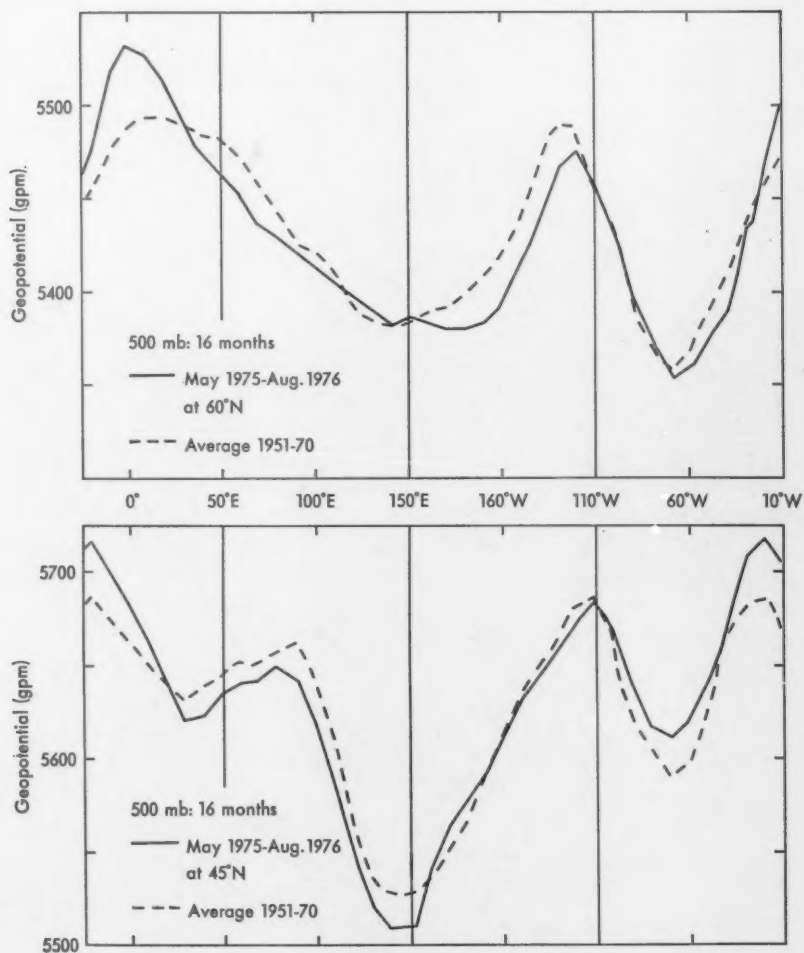 5500
5400
5300
Geopotential (gpm).
500 mb: 16 months
May 1975-Aug. 1976
at 60°N
Average 1951-70
0° 50°E 100°E 150°E 160°W 110°W 60°W 10°W
5700
5600
5500
Geopotential (gpm)
500 mb: 16 months
May 1975-Aug. 1976
at 45°N
Average 1951-70